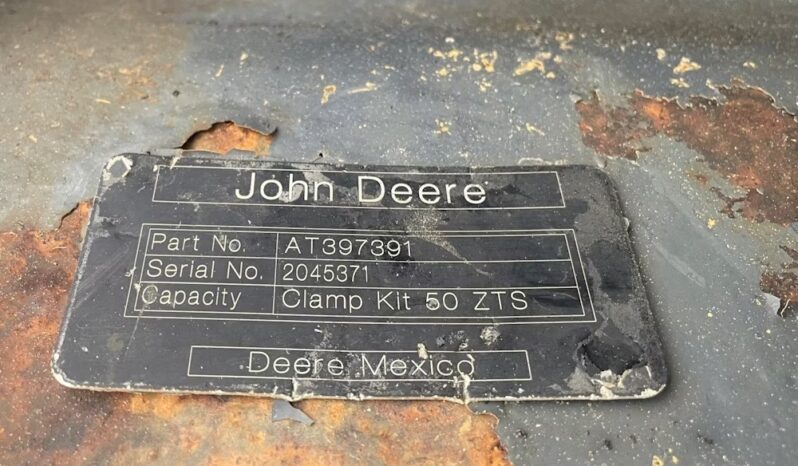 John Deere
Part No. AT397391
Serial No. 2045371
Capacity Clamp Kit 50 ZTS
Deere Mexico